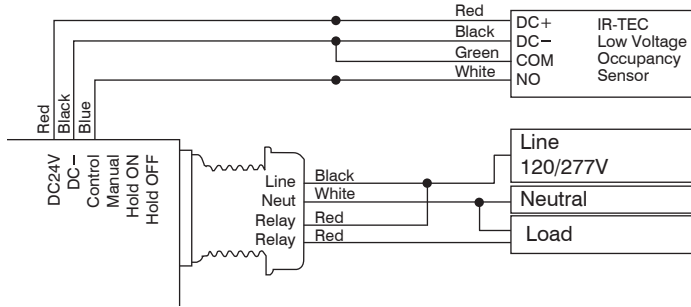 Red
Black
Green
White
DC+ IR-TEC
DC− Low Voltage
COM Occupancy
NO Sensor
Red
Black
Blue
DC24V
DC−
Control
Manual
Hold ON
Hold OFF
Line
Neut
Relay
Relay
Black
White
Red
Red
Line
120/277V
Neutral
Load